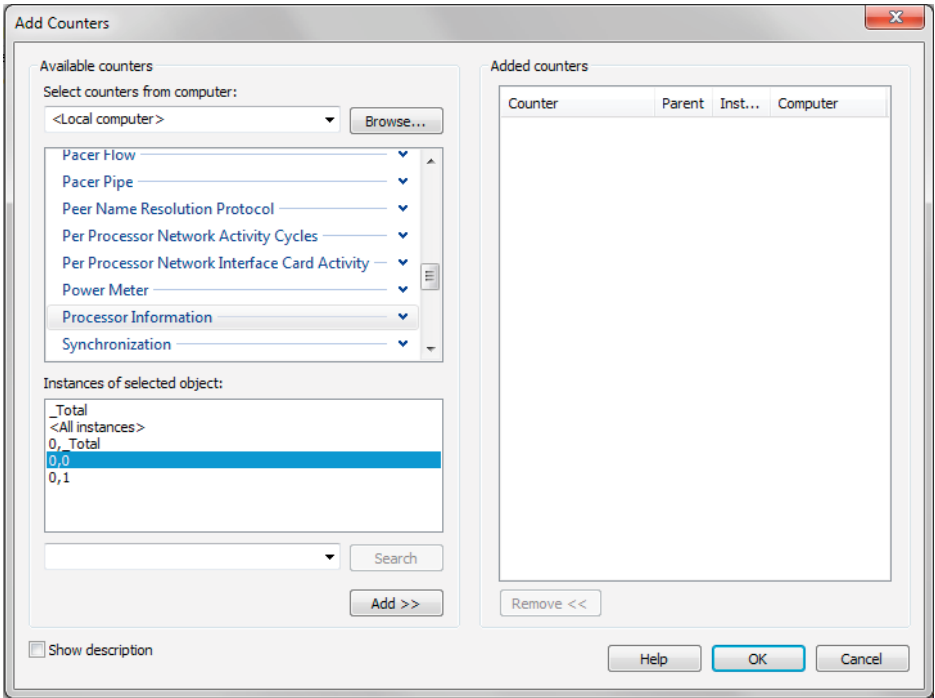 Add Counters
Available counters
Select counters from computer:
<Local computer>
Browse...
Pacer Flow
Pacer Pipe
Peer Name Resolution Protocol
Per Processor Network Activity Cycles
Per Processor Network Interface Card Activity
Power Meter
Processor Information
Synchronization
Instances of selected object:
_Total
<All instances>
0,_Total
0,0
0,1
Search
Add >>
Show description
Added counters
Counter Parent Inst... Computer
Remove <<
Help OK Cancel